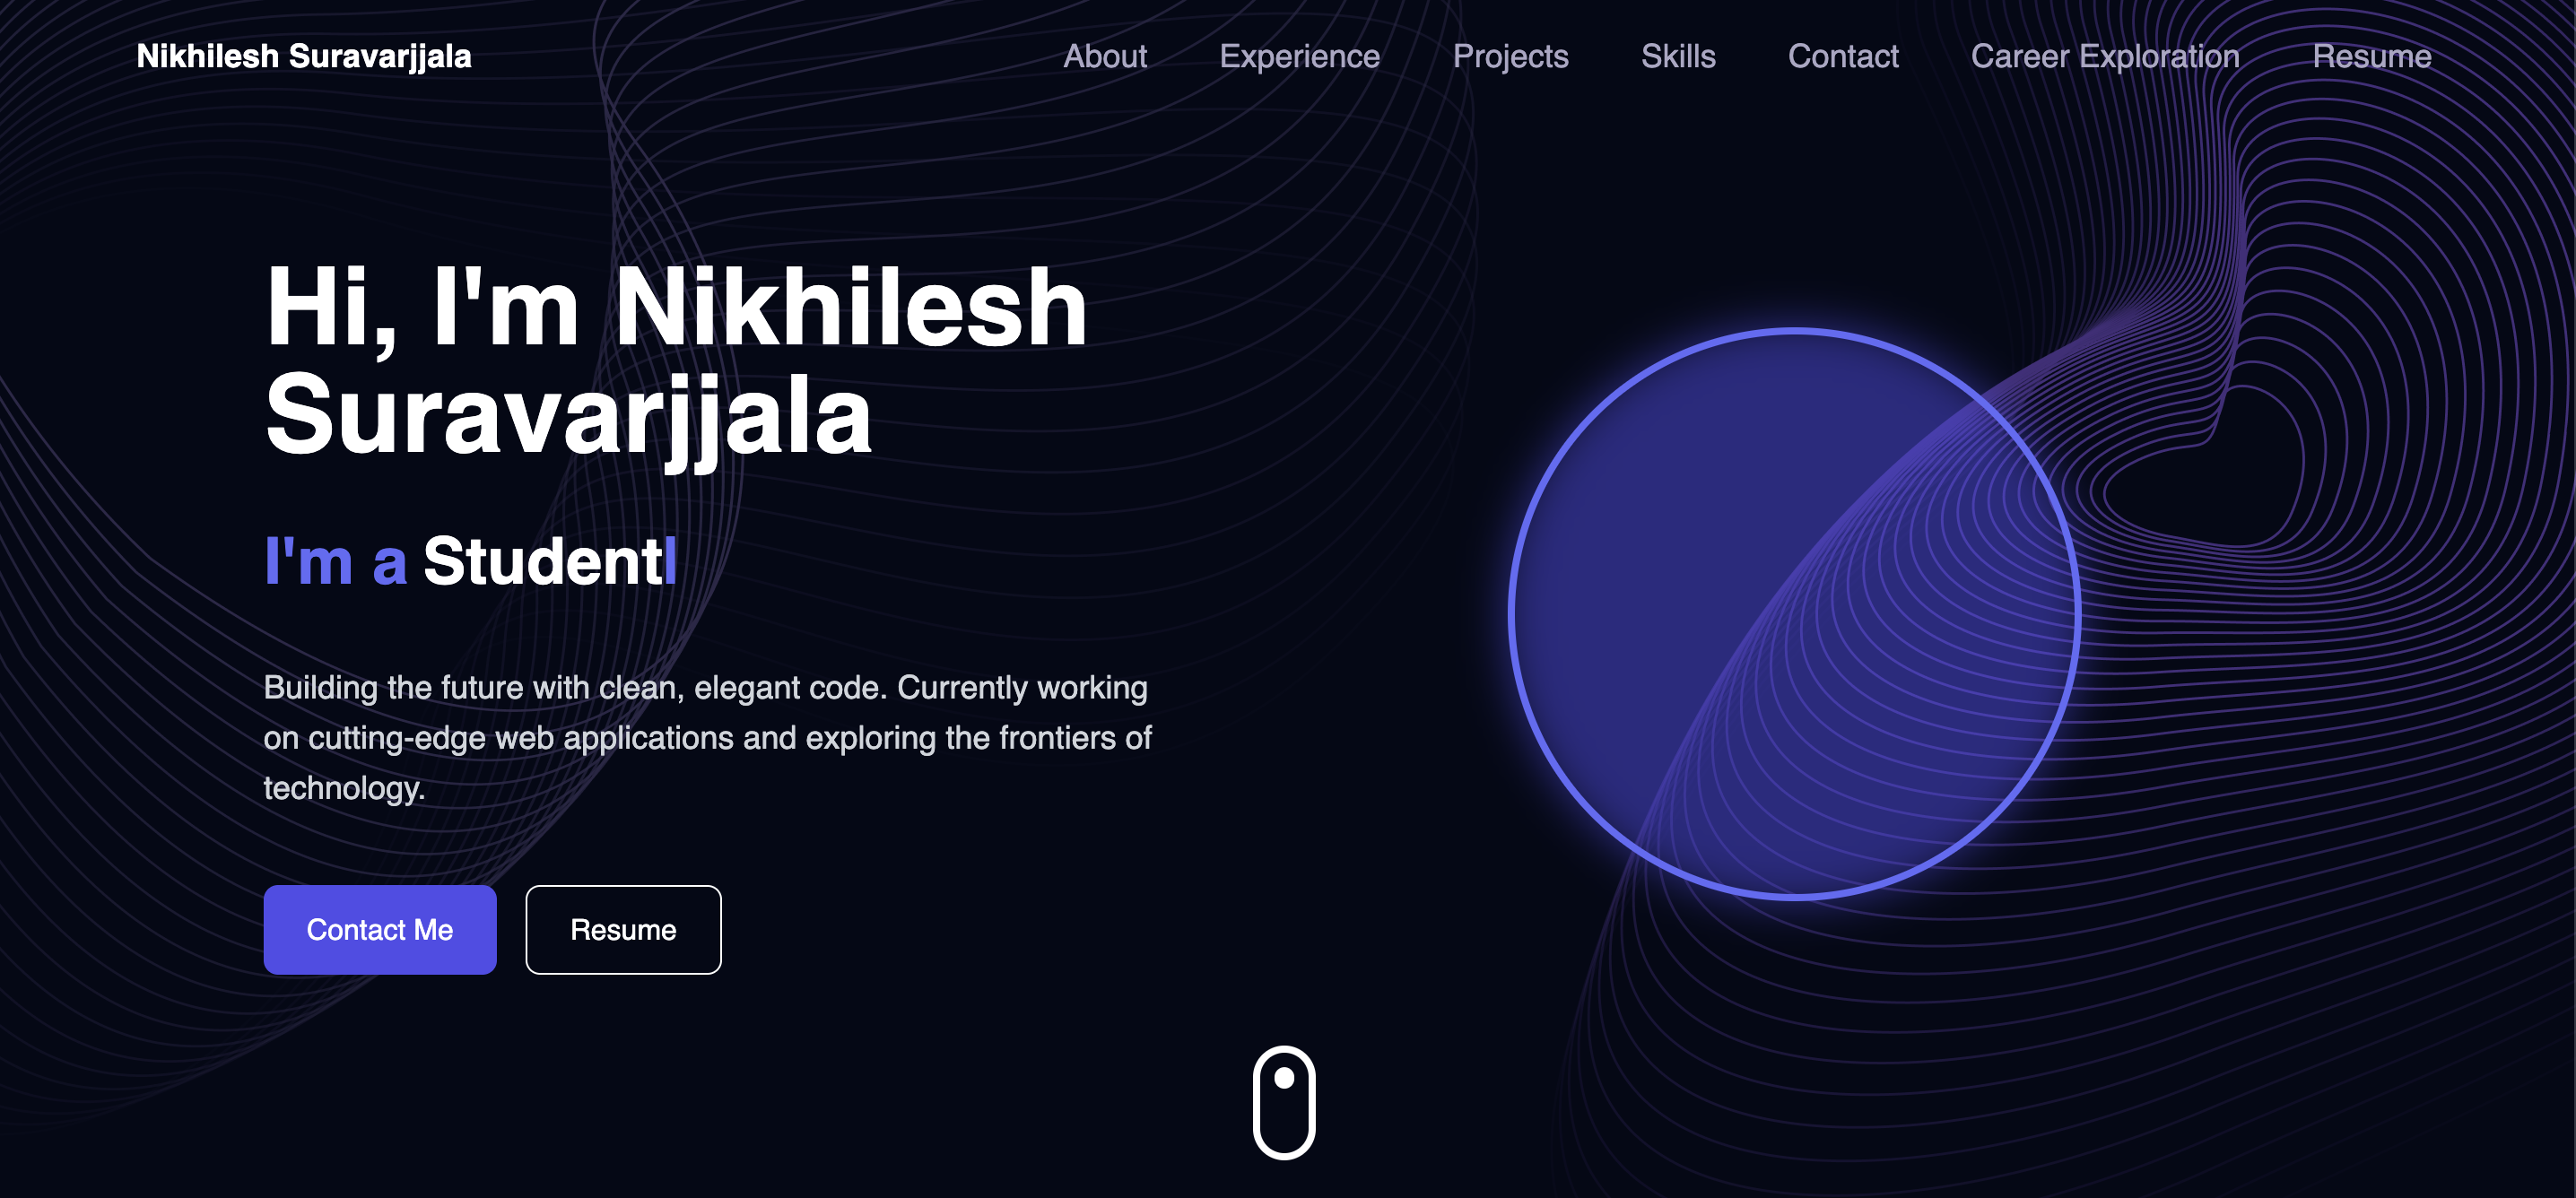 Nikhilesh Suravarjjala
About
Experience
Projects
Skills
Contact
Career Exploration
Resume
Hi, I'm Nikhilesh
Suravarjjala
I'm a Student
Building the future with clean, elegant code. Currently working
on cutting-edge web applications and exploring the frontiers of
technology.
Contact Me
Resume